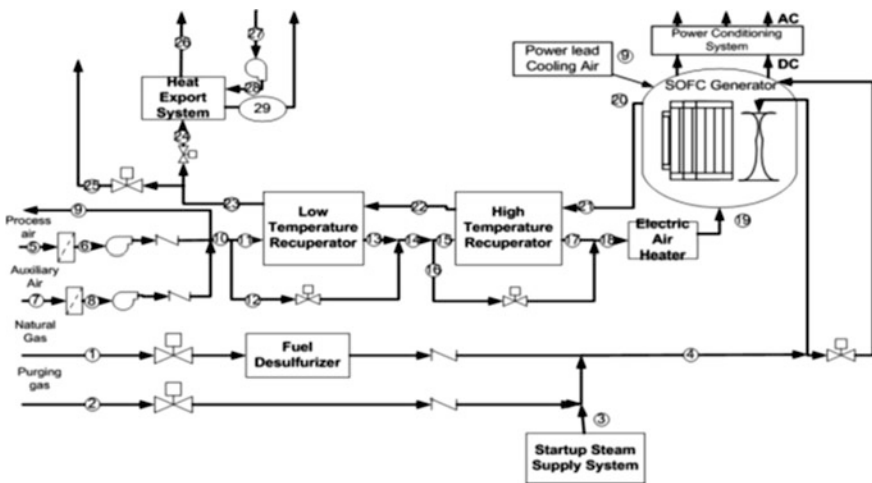 AC
Power Conditioning
System
DC
Power lead
Cooling Air
9
SOFC Generator
26
27
28
Heat
Export
System
29
24
20
25
23
22
21
9
Low
Temperature
Recuperator
High
Temperature
Recuperator
Electric
Air
Heater
19
Process
air
5
6
10
11
13
14
15
17
18
16
Auxiliary
Air
7
8
12
Natural
Gas
1
Fuel
Desulfurizer
4
Purging
gas
2
3
Startup Steam
Supply System